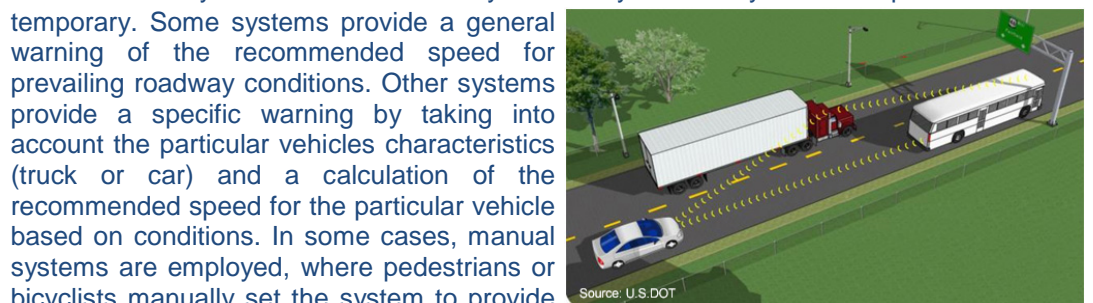 temporary. Some systems provide a general
warning of the recommended speed for
prevailing roadway conditions. Other systems
provide a specific warning by taking into
account the particular vehicles characteristics
(truck or car) and a calculation of the
recommended speed for the particular vehicle
based on conditions. In some cases, manual
systems are employed, where pedestrians or
bicyclists manually set the system to provide
Source: U.S.DOT